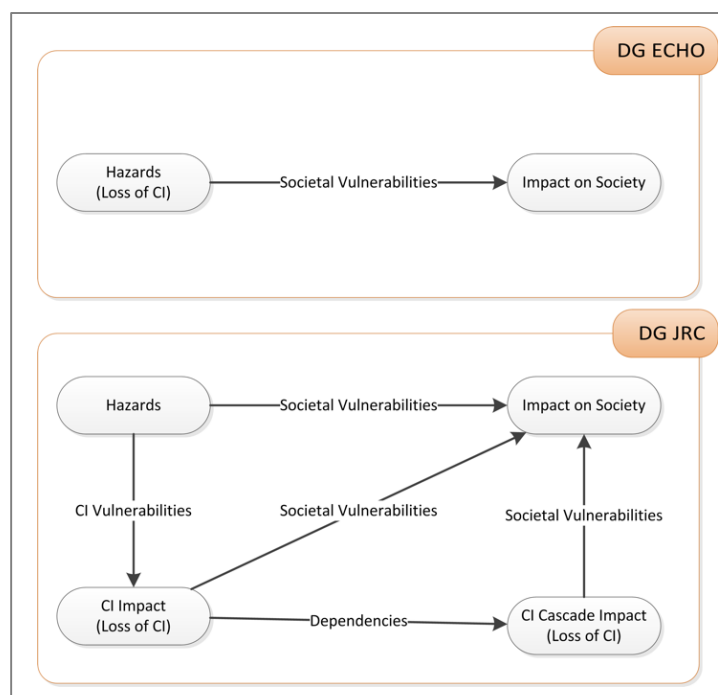 DG ECHO
Hazards
(Loss of CI)
Societal Vulnerabilities
Impact on Society
DG JRC
Hazards
Societal Vulnerabilities
Impact on Society
CI Vulnerabilities
Societal Vulnerabilities
Societal Vulnerabilities
CI Impact
(Loss of CI)
Dependencies
CI Cascade Impact
(Loss of CI)